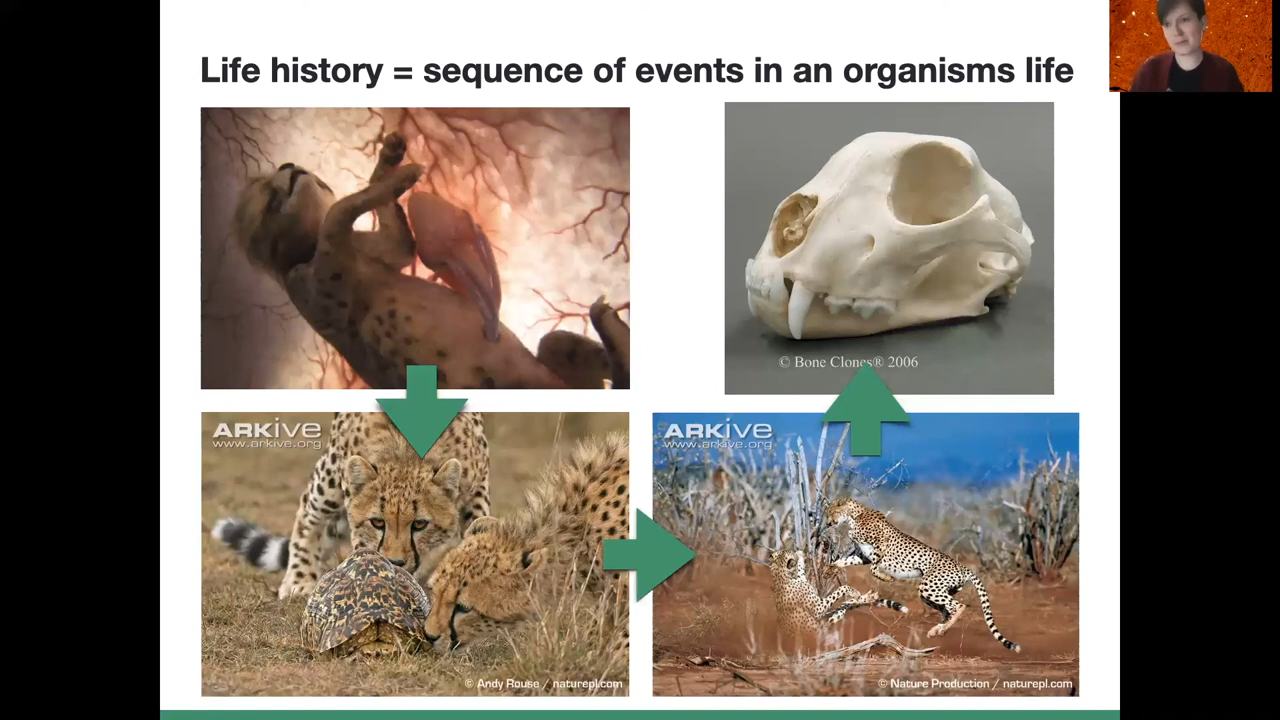 Life history = sequence of events in an organisms life
© Bone Clones® 2006
ARKive
www.arkive.org
© Andy Rouse / naturepl.com
ARKive
www.arkive.org
© Nature Production / naturepl.com